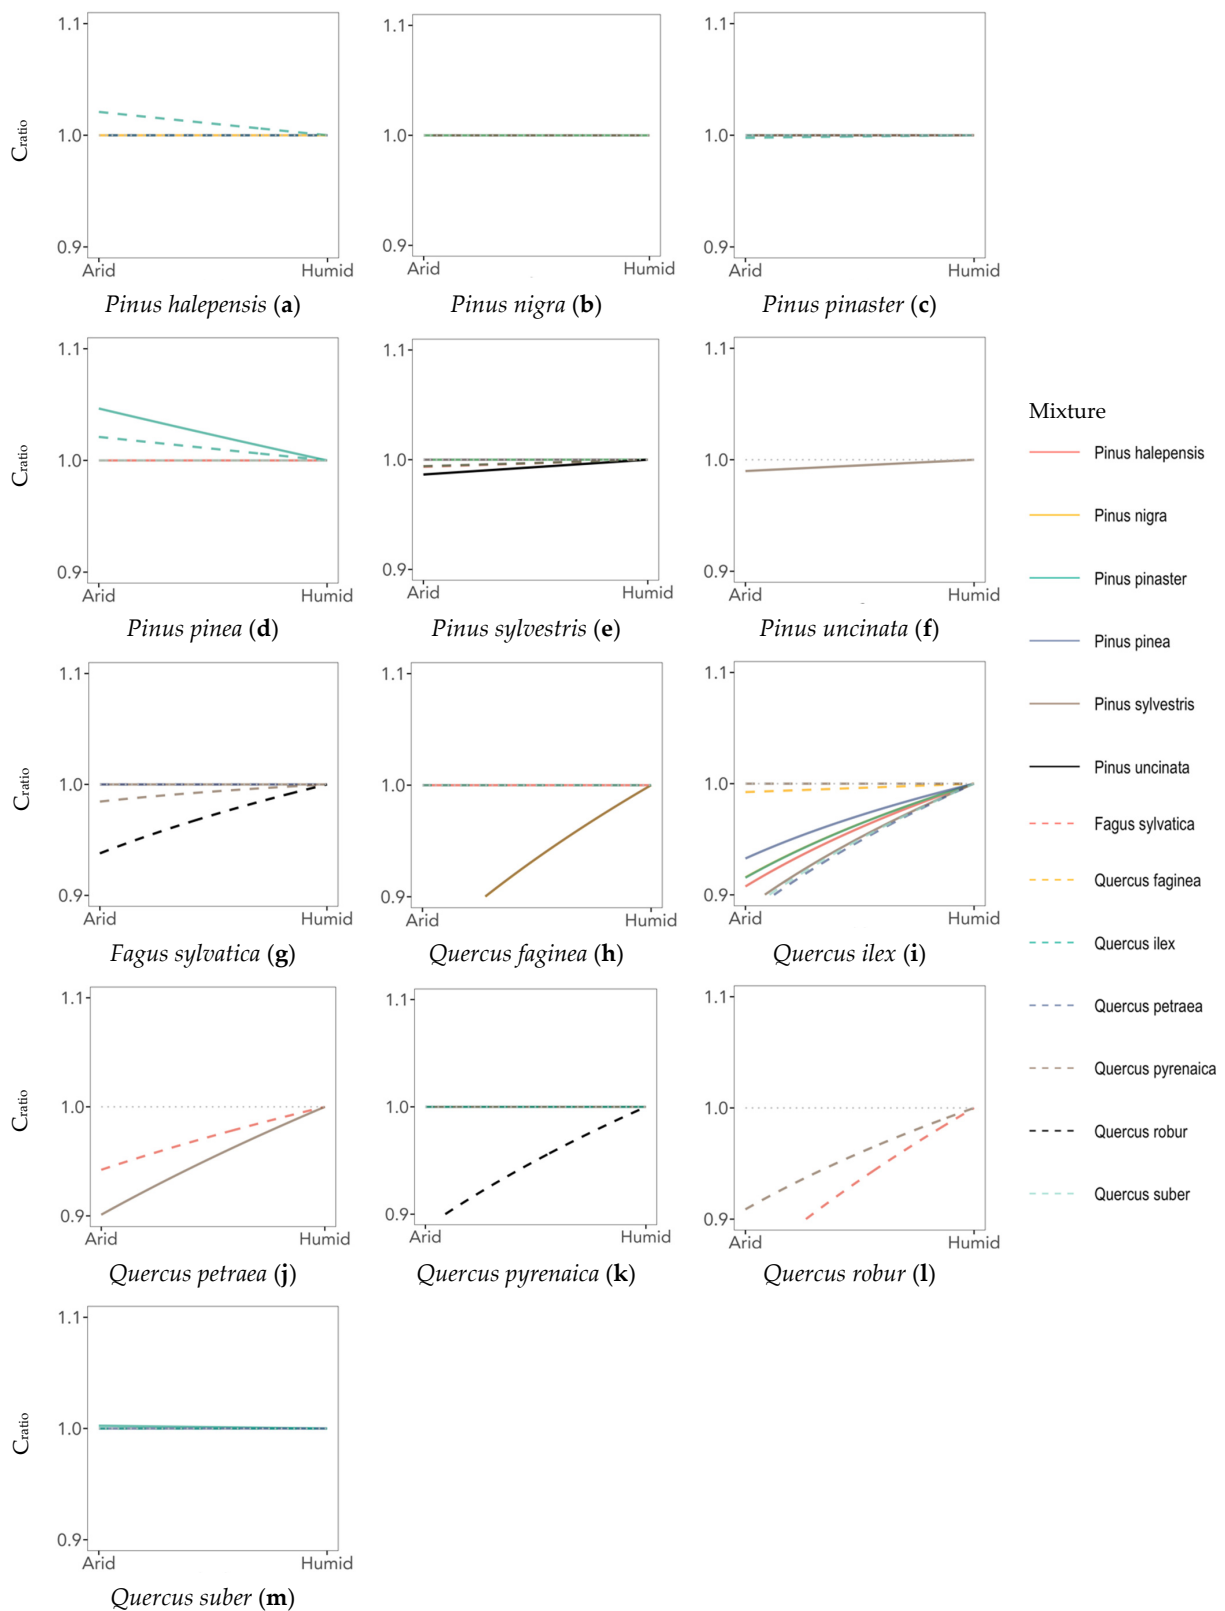 1.1
1.0
0.9
Cratio
Arid
Humid
Pinus halepensis (a)
1.1
1.0
0.9
Arid
Humid
Pinus nigra (b)
1.1
1.0
0.9
Arid
Humid
Pinus pinaster (c)
1.1
1.0
0.9
Cratio
Arid
Humid
Pinus pinea (d)
1.1
1.0
0.9
Arid
Humid
Pinus sylvestris (e)
1.1
1.0
0.9
Arid
Humid
Pinus uncinata (f)
1.1
1.0
0.9
Cratio
Arid
Humid
Fagus sylvatica (g)
1.1
1.0
0.9
Arid
Humid
Quercus faginea (h)
1.1
1.0
0.9
Arid
Humid
Quercus ilex (i)
1.1
1.0
0.9
Cratio
Arid
Humid
Quercus petraea (j)
1.1
1.0
0.9
Arid
Humid
Quercus pyrenaica (k)
1.1
1.0
0.9
Arid
Humid
Quercus robur (l)
1.1
1.0
0.9
Cratio
Arid
Humid
Quercus suber (m)
Mixture
Pinus halepensis
Pinus nigra
Pinus pinaster
Pinus pinea
Pinus sylvestris
Pinus uncinata
Fagus sylvatica
Quercus faginea
Quercus ilex
Quercus petraea
Quercus pyrenaica
Quercus robur
Quercus suber